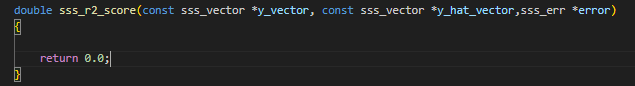 double sss_r2_score(const sss_vector *y_vector, const sss_vector *y_hat_vector,sss_err *error)
{
return 0.0;
}